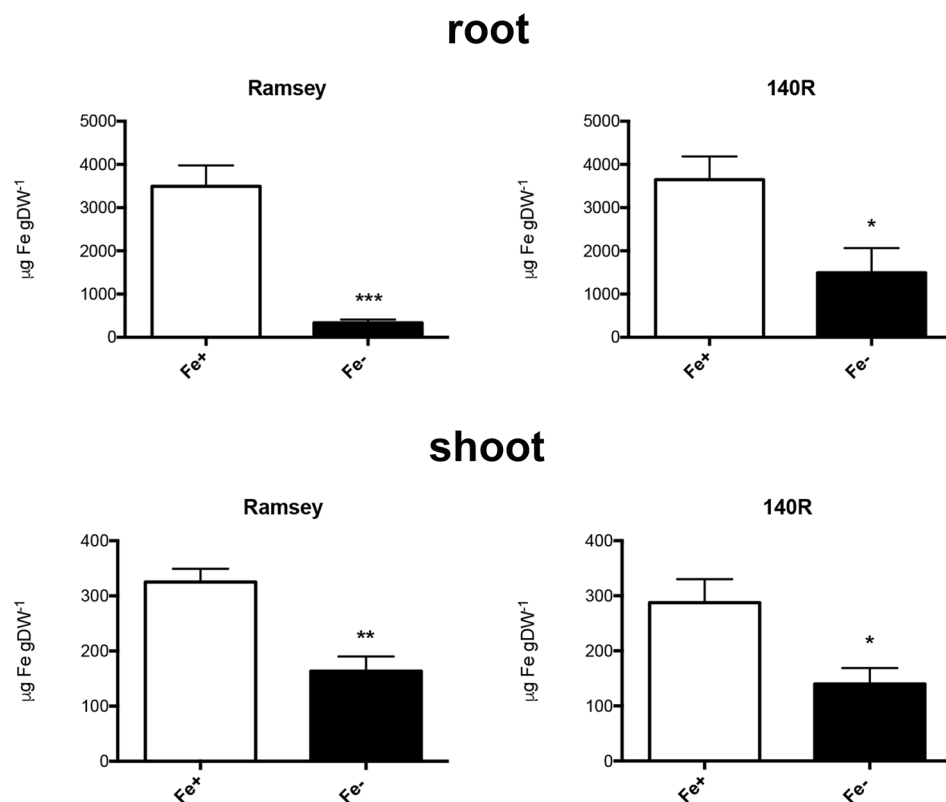 root
Ramsey
µg Fe gDW-1
5000
4000
3000
2000
1000
0
***
Fe+
Fe-
140R
µg Fe gDW-1
5000
4000
3000
2000
1000
0
*
Fe+
Fe-
shoot
Ramsey
µg Fe gDW-1
400
300
200
100
0
**
Fe+
Fe-
140R
µg Fe gDW-1
400
300
200
100
0
*
Fe+
Fe-